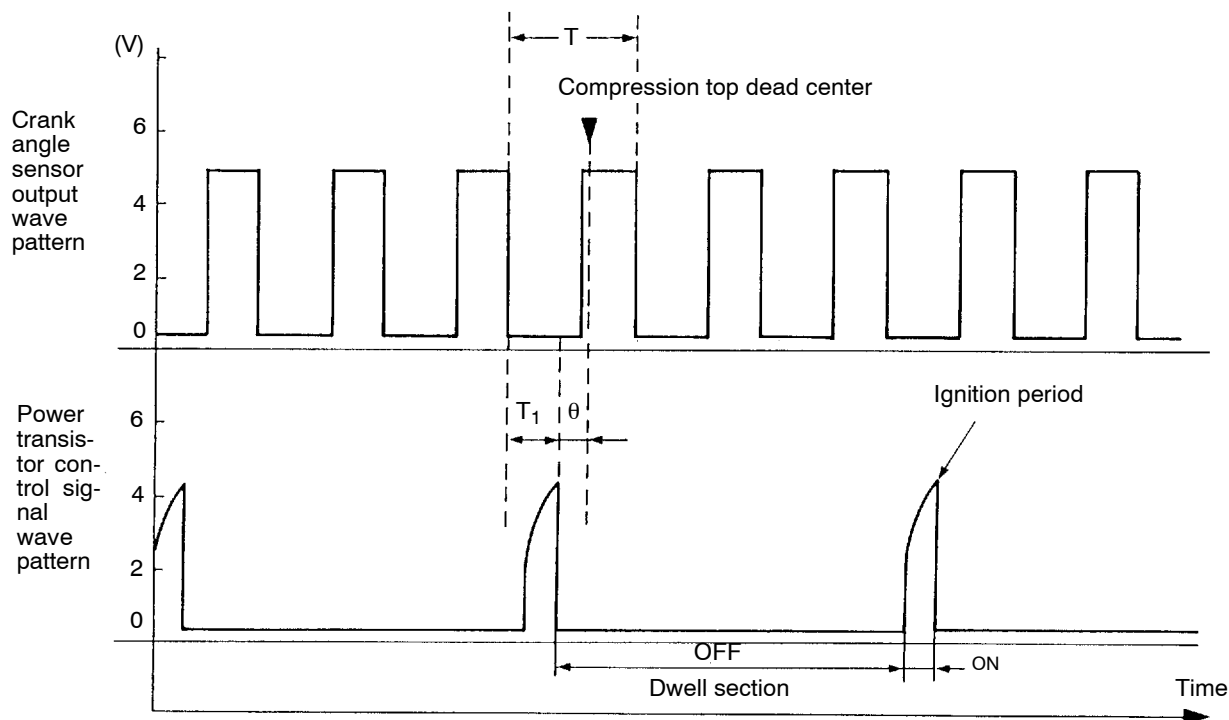 T
(V)
Compression top dead center
Crank
angle
sensor
output
wave
pattern
6
4
2
0
T1 θ
Ignition period
Power
transis-
tor con-
trol sig-
nal
wave
pattern
6
4
2
0
OFF
ON
Dwell section
Time